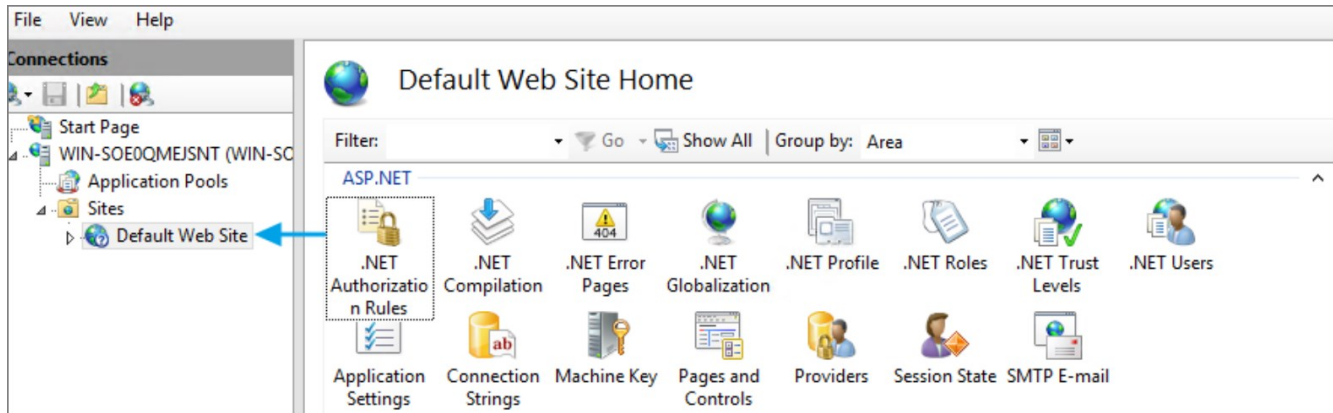 File View Help
Connections
Start Page
WIN-SOE0QMEJSNT (WIN-SO
Application Pools
Sites
Default Web Site
Default Web Site Home
Filter: Go Show All Group by: Area
ASP.NET
.NET Authorizatio n Rules
.NET Compilation
.NET Error Pages
.NET Globalization
.NET Profile
.NET Roles
.NET Trust Levels
.NET Users
404
ab
Application Settings
Connection Strings
Machine Key
Pages and Controls
Providers
Session State
SMTP E-mail